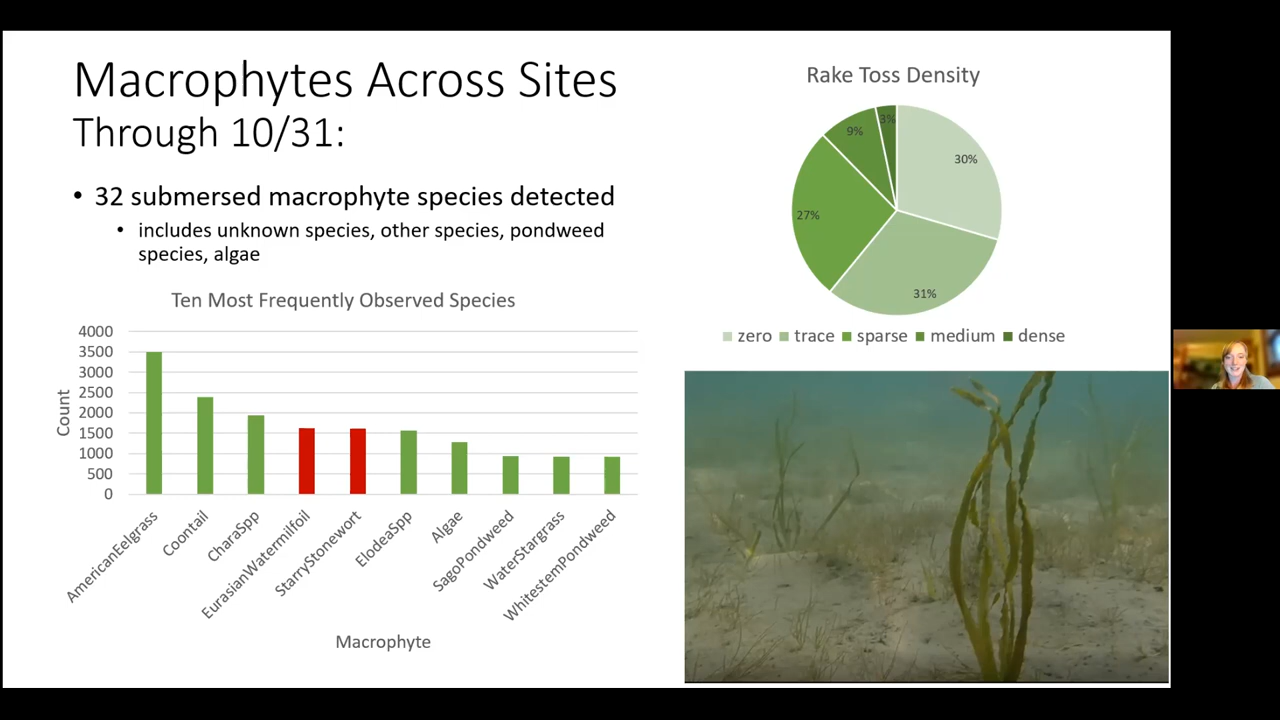 Macrophytes Across Sites
Through 10/31:
• 32 submersed macrophyte species detected
• includes unknown species, other species, pondweed
species, algae
Ten Most Frequently Observed Species
4000
3500
3000
2500
2000
1500
1000
500
0
Count
AmericanEelgrass
Coontail
CharaSpp
EurasianWatermilfoil
StarryStonewort
ElodeaSpp
Algae
SagoPondweed
WaterStargrass
WhitestemPondweed
Macrophyte
Rake Toss Density
3%
9%
30%
27%
31%
zero trace sparse medium dense